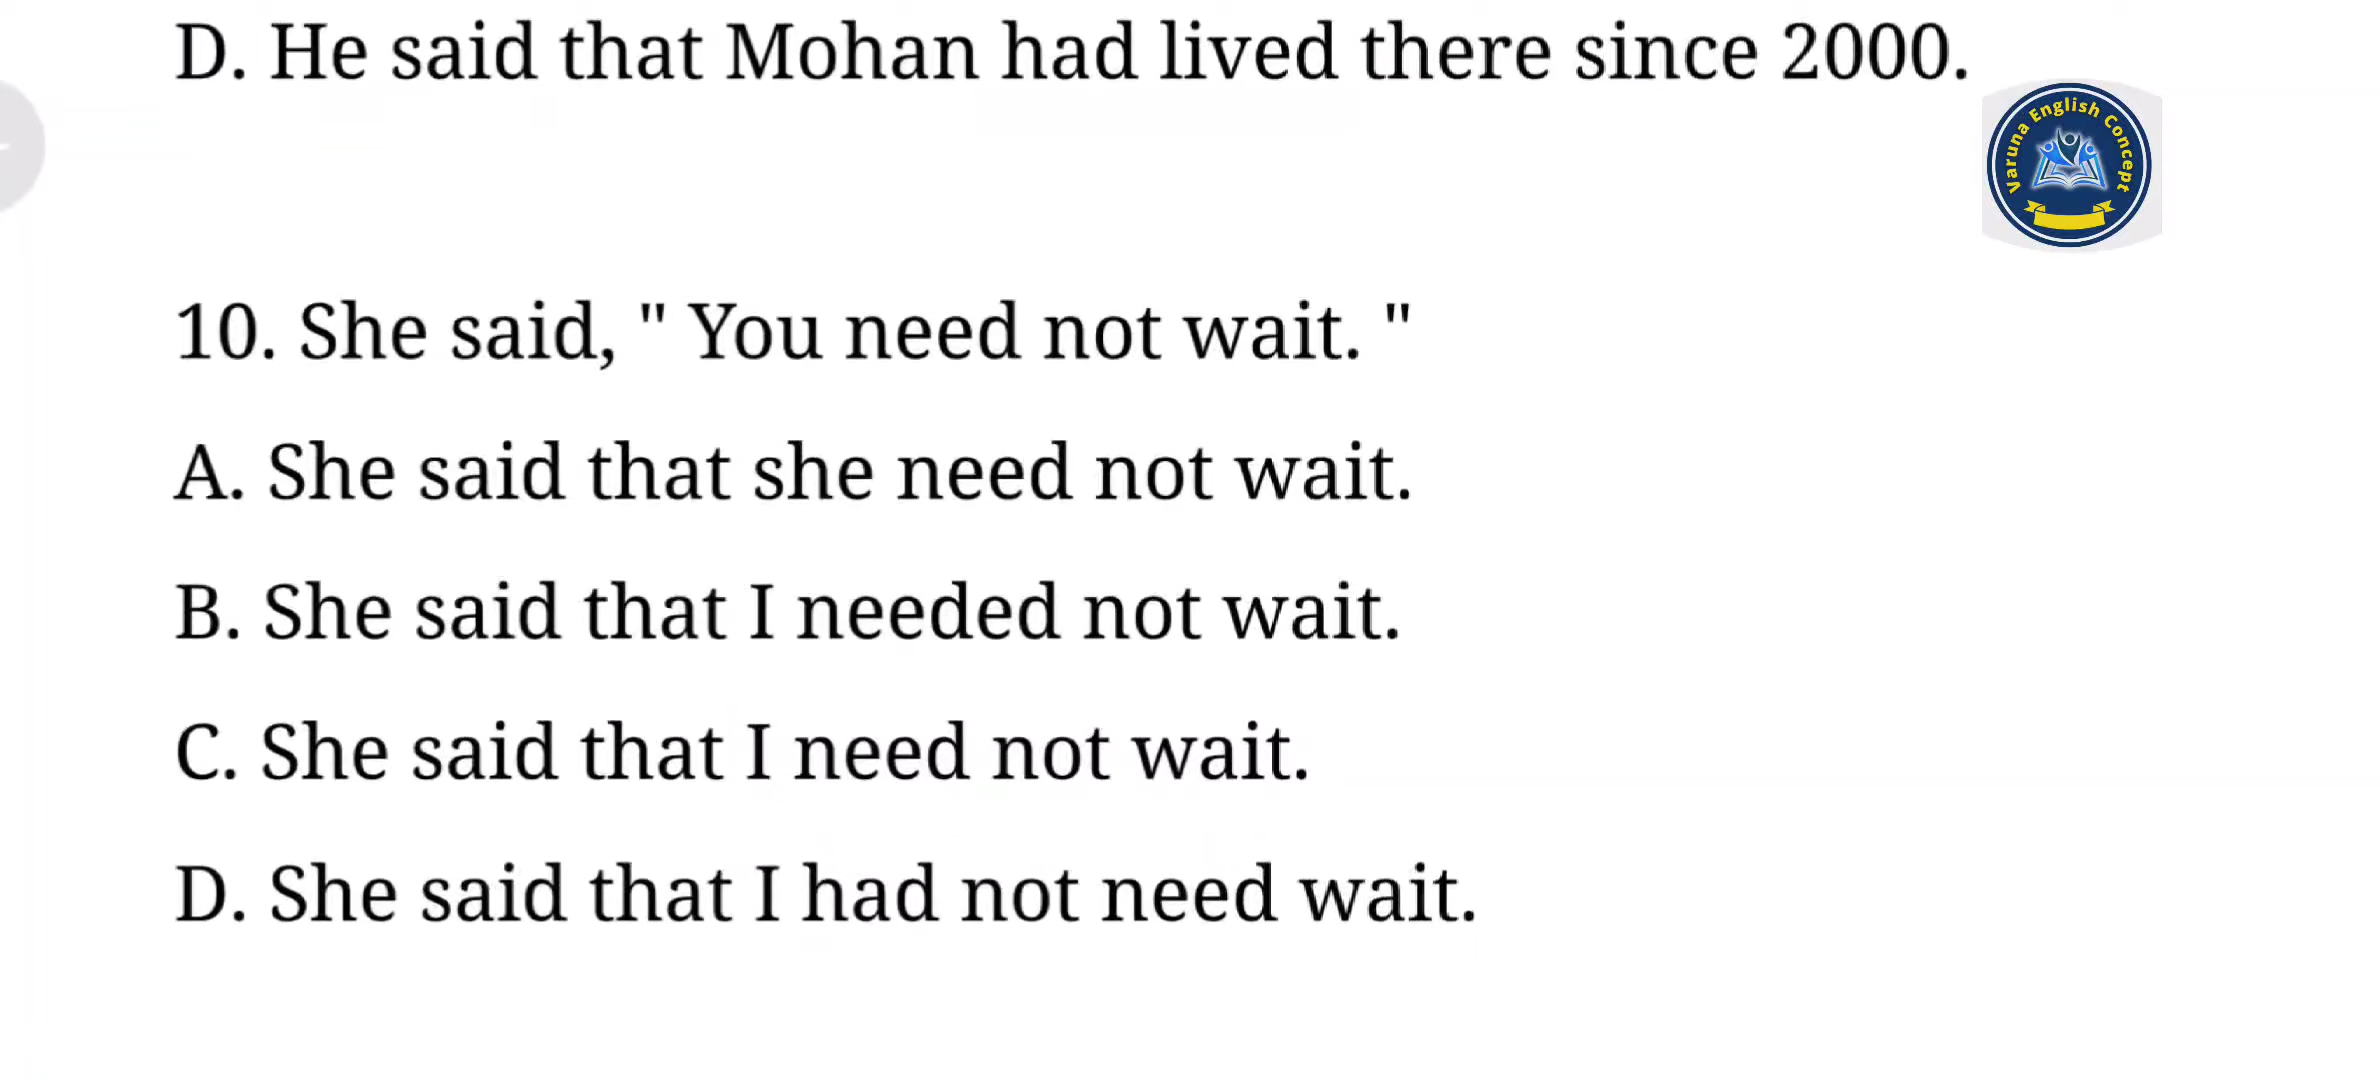 D. He said that Mohan had lived there since 2000.
Varuna English Concept
10. She said, " You need not wait. "
A. She said that she need not wait.
B. She said that I needed not wait.
C. She said that I need not wait.
D. She said that I had not need wait.